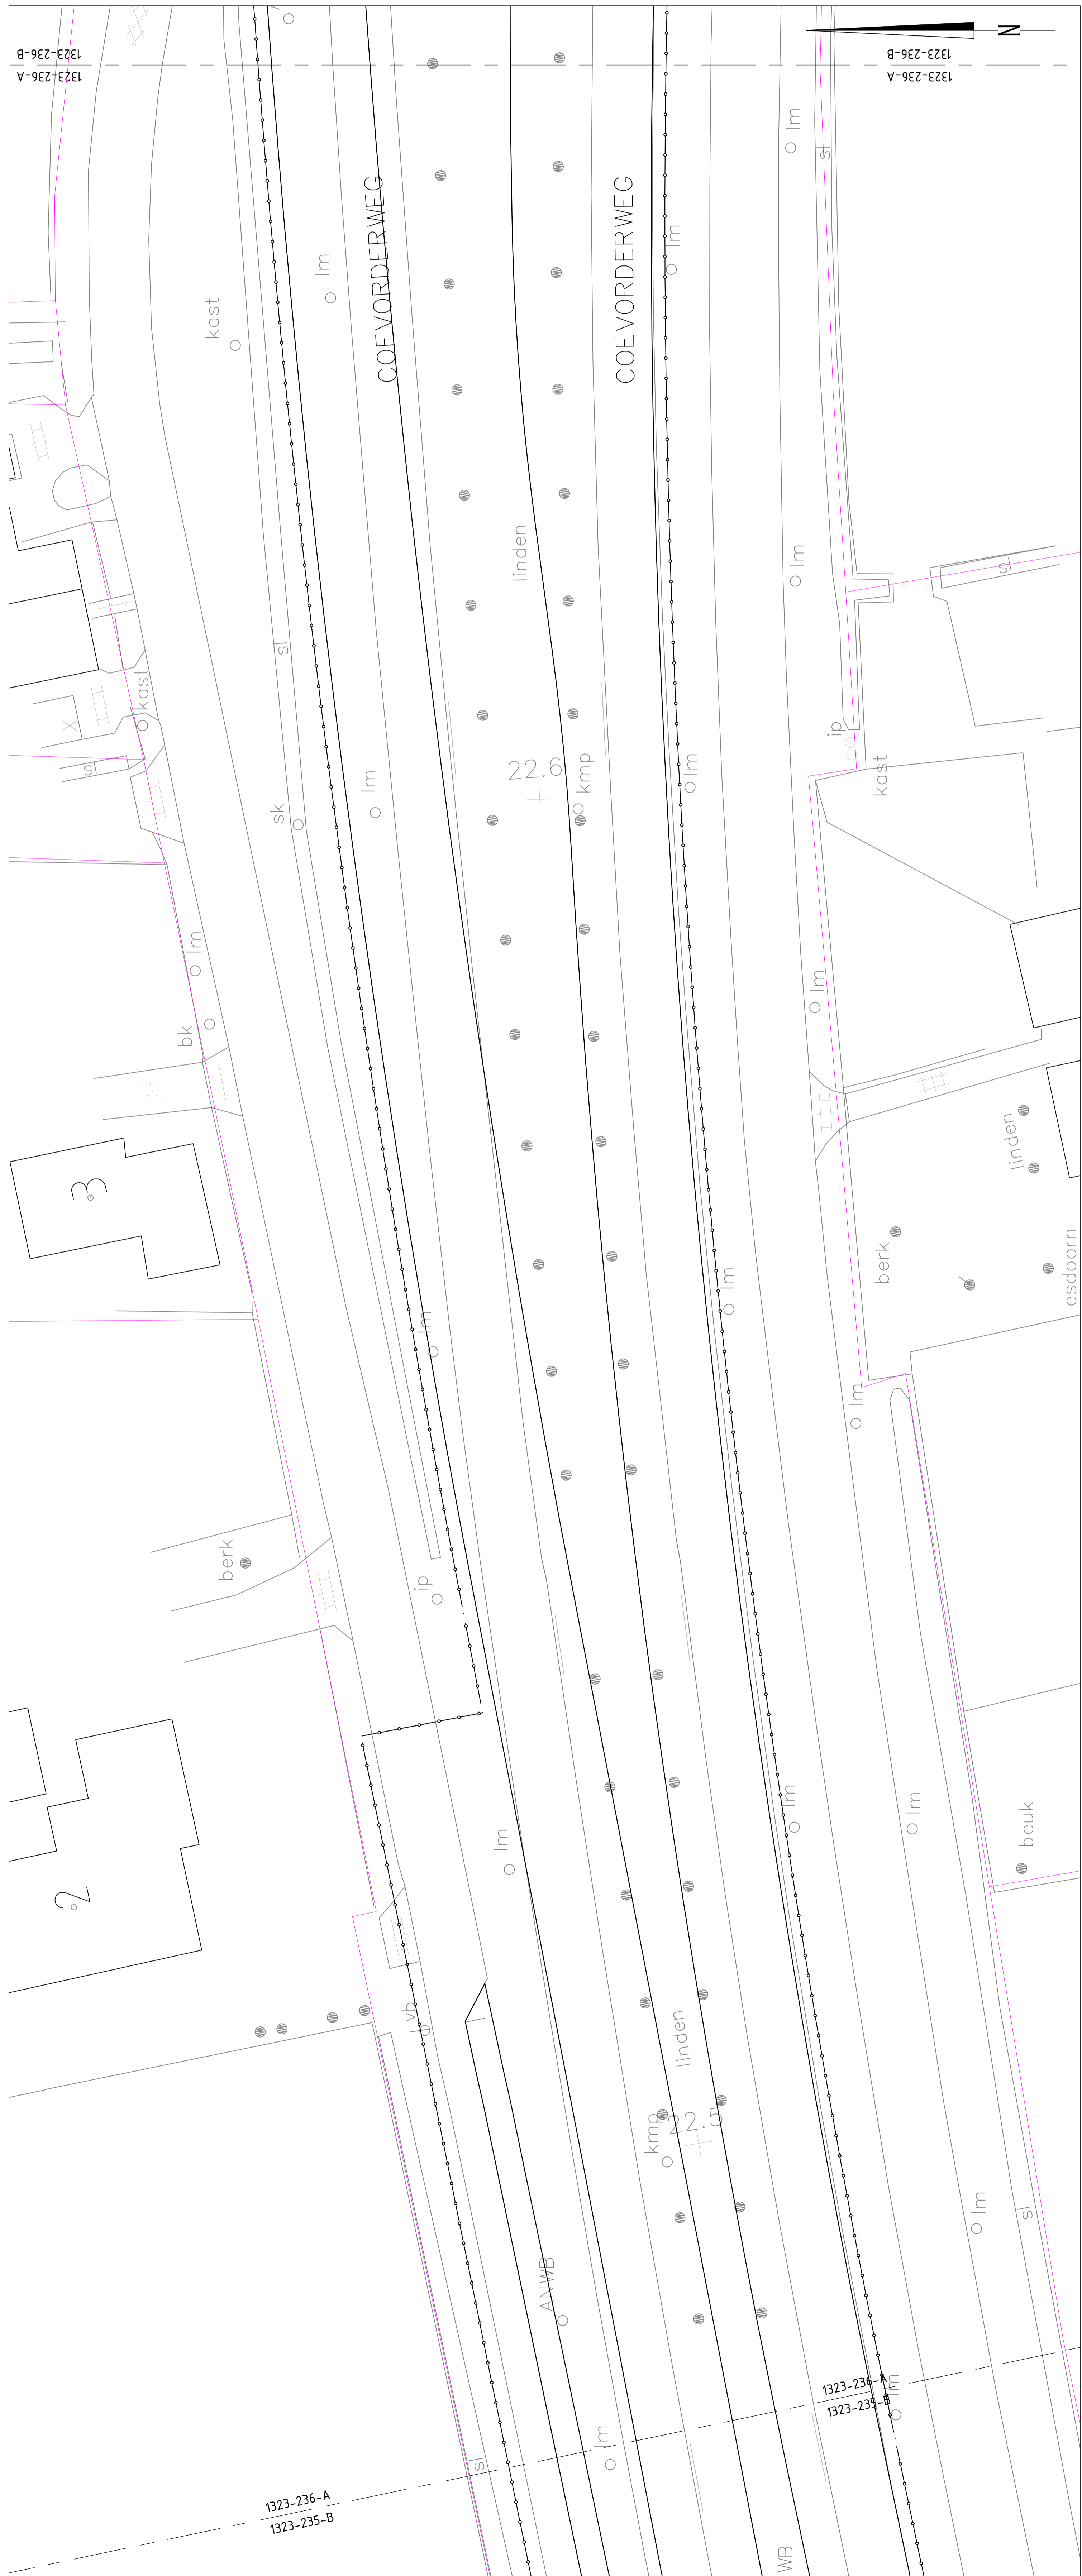 1323-236-B
1323-236-A
1323-236-B
1323-236-A
N
lm
sl
COEVORDERWEG
COEVORDERWEG
lm
lm
kast
linden
lm
sl
sl
kast
x
sl
22.6
kmp
lm
lm
sk
ip
kast
lm
bk
lm
3
linden
berk
esdoorn
lm
lm
lm
berk
ip
lm
lm
lm
beuk
2
vb
linden
22.5
kmp
lm
sl
ANWB
1323-236-A
1323-235-B
lm
lm
sl
1323-236-A
1323-235-B
WB